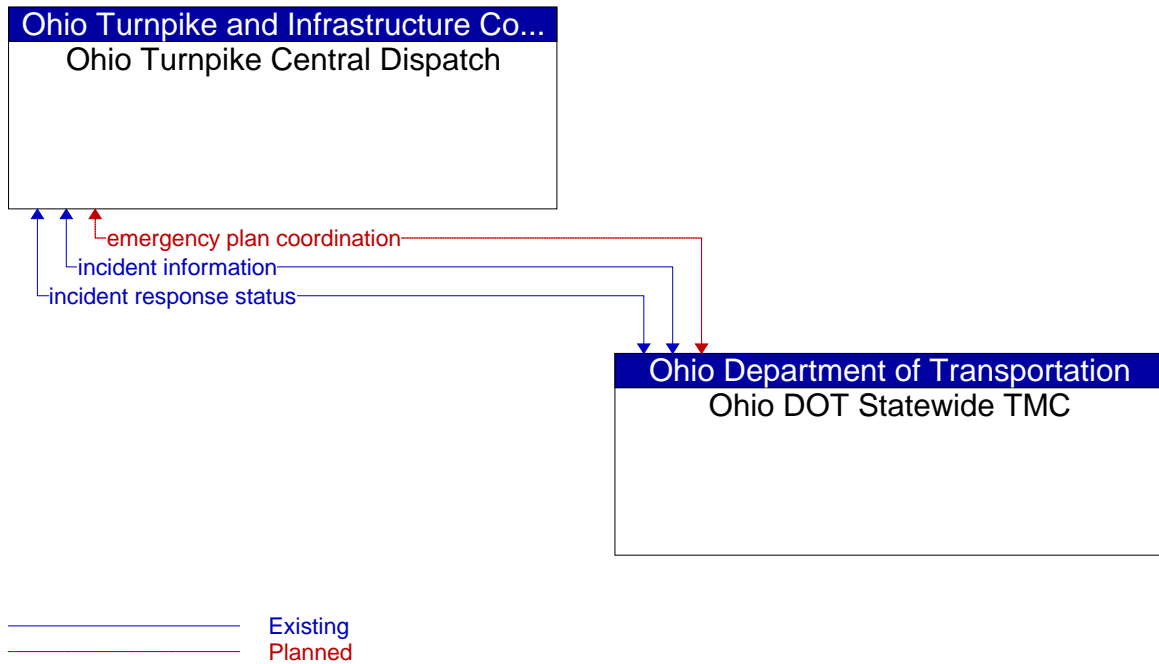 Ohio Turnpike and Infrastructure Co...
Ohio Turnpike Central Dispatch
emergency plan coordination
incident information
incident response status
Ohio Department of Transportation
Ohio DOT Statewide TMC
Existing
Planned